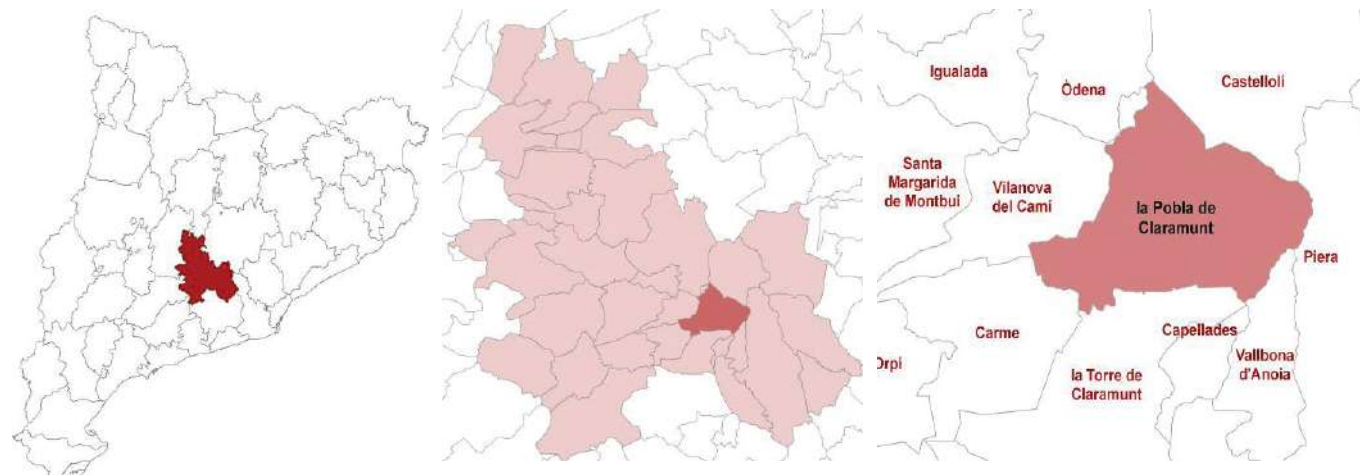 Igualada
Òdena
Castellolí
Santa
Margarida
de Montbui
Vilanova
del Camí
la Pobla de
Claramunt
Piera
Carme
Capellades
Orpí
la Torre de
Claramunt
Vallbona
d'Anoia